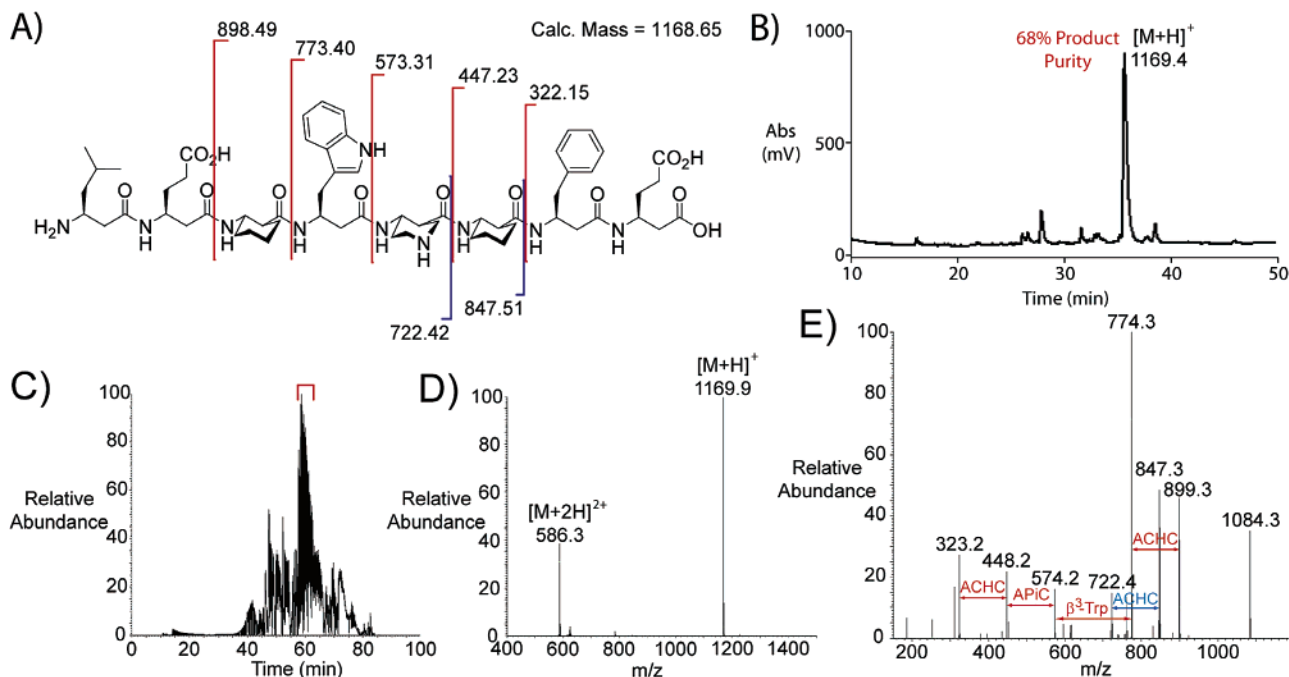 A)
898.49
773.40
573.31
447.23
322.15
Calc. Mass = 1168.65
CO₂H
NH
CO₂H
O O O O O O O O
H₂N N H N H N H N H N H N H N H OH
N H
722.42
847.51
B)
68% Product
Purity
[M+H]⁺
1169.4
1000
500
0
Abs
(mV)
10 20 30 40 50
Time (min)
C)
100
80
60
40
20
0
Relative
Abundance
0 20 40 60 80 100
Time (min)
D)
[M+H]⁺
1169.9
[M+2H]²⁺
586.3
100
80
60
40
20
0
Relative
Abundance
400 600 800 1000 1200 1400
m/z
E)
774.3
847.3
899.3
1084.3
323.2
448.2
574.2
722.4
ACHC
APiC
β³-Trp
ACHC
ACHC
100
80
60
40
20
0
Relative
Abundance
200 400 600 800 1000
m/z